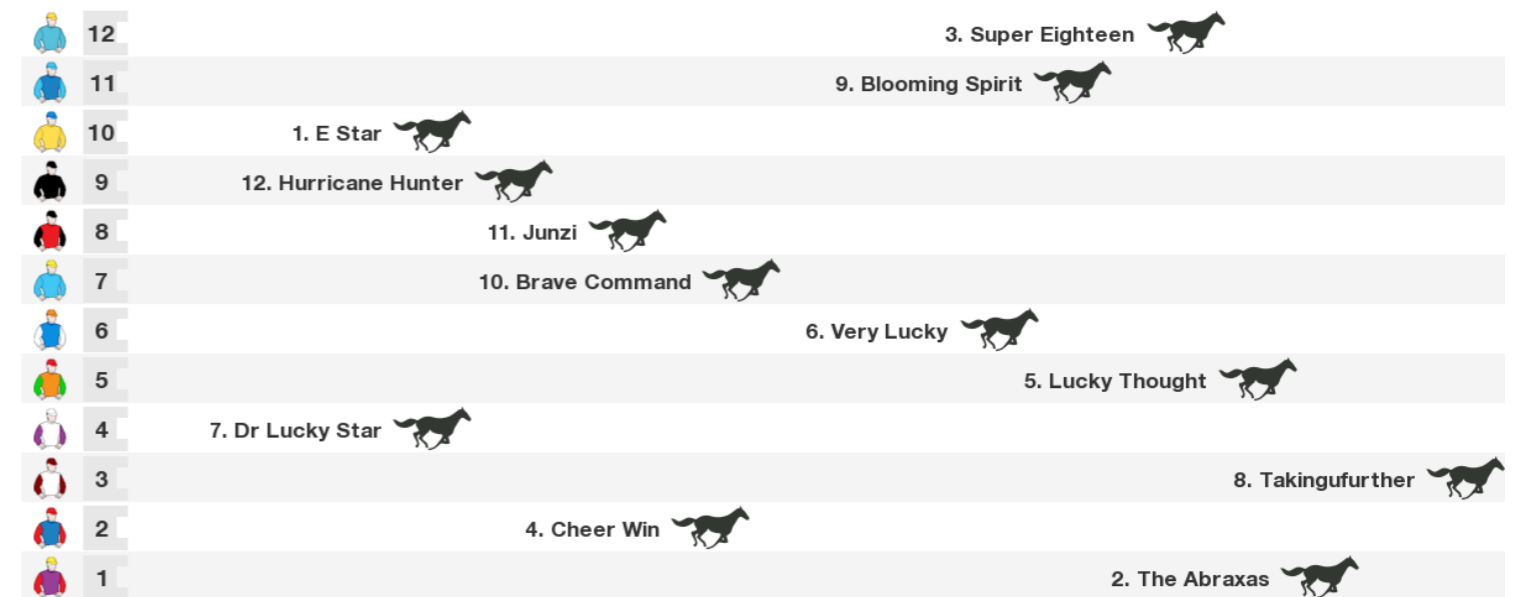 12 3. Super Eighteen
11 9. Blooming Spirit
10 1. E Star
9 12. Hurricane Hunter
8 11. Junzi
7 10. Brave Command
6 6. Very Lucky
5 5. Lucky Thought
4 7. Dr Lucky Star
3 8. Takingufurther
2 4. Cheer Win
1 2. The Abraxas